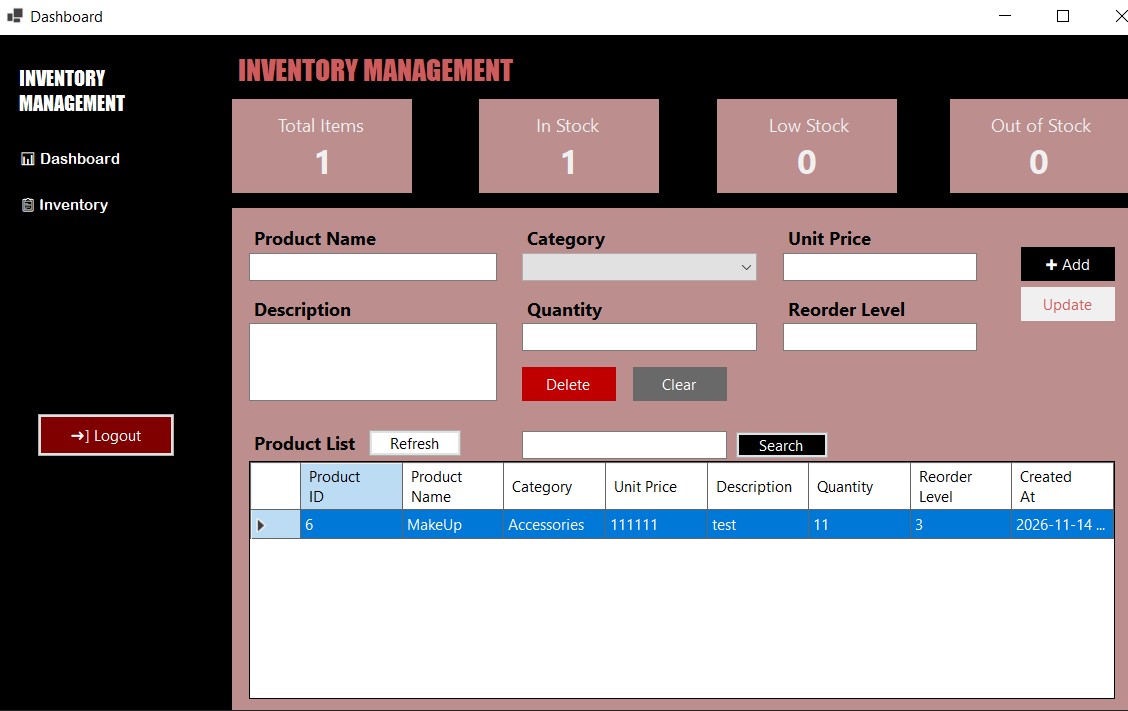 Dashboard
INVENTORY
MANAGEMENT
Dashboard
Inventory
➜] Logout
INVENTORY MANAGEMENT
Total Items
1
In Stock
1
Low Stock
0
Out of Stock
0
Product Name
Category
Unit Price
+ Add
Update
Description
Quantity
Reorder Level
Delete
Clear
Product List
Refresh
Search
Product
ID
Product
Name
Category
Unit Price
Description
Quantity
Reorder
Level
Created
At
6
MakeUp
Accessories
111111
test
11
3
2026-11-14 ...